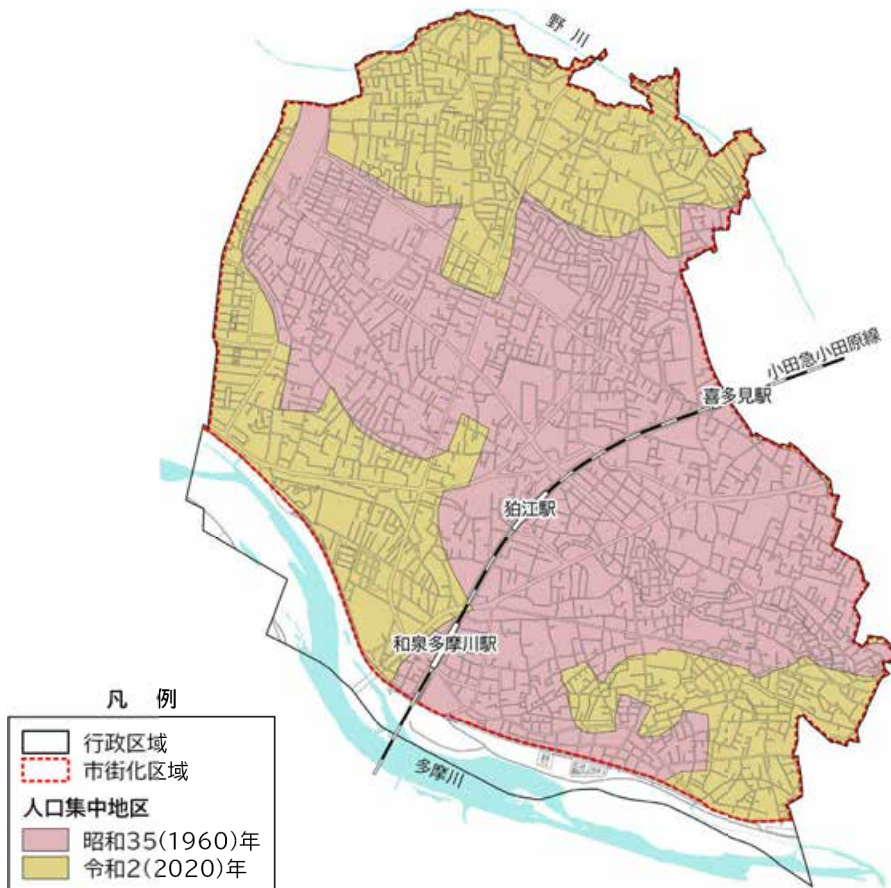 野川
小田急小田原線
喜多見駅
狛江駅
和泉多摩川駅
多摩川
凡 例
行政区域
市街化区域
人口集中地区
昭和35(1960)年
令和2(2020)年